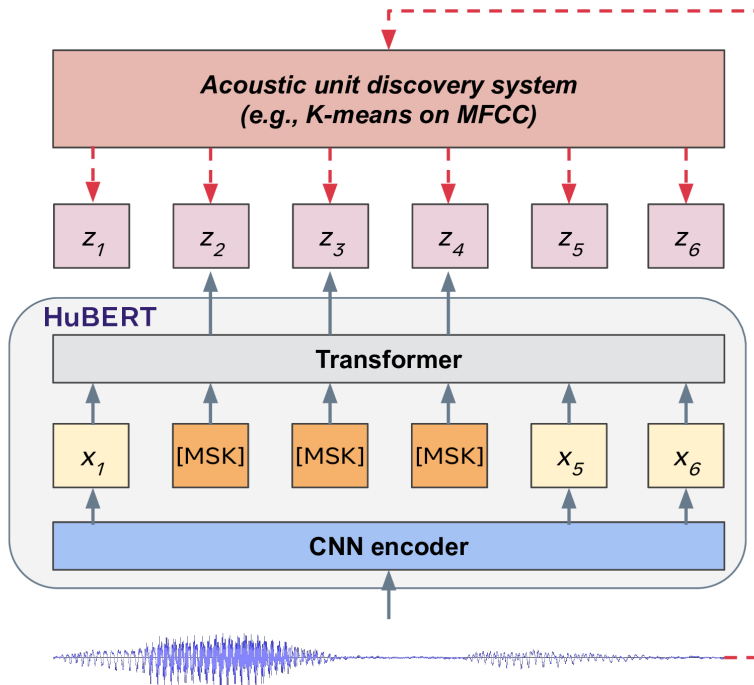 Acoustic unit discovery system
(e.g., K-means on MFCC)
z1 z2 z3 z4 z5 z6
HuBERT
Transformer
x1 [MSK] [MSK] [MSK] x5 x6
CNN encoder